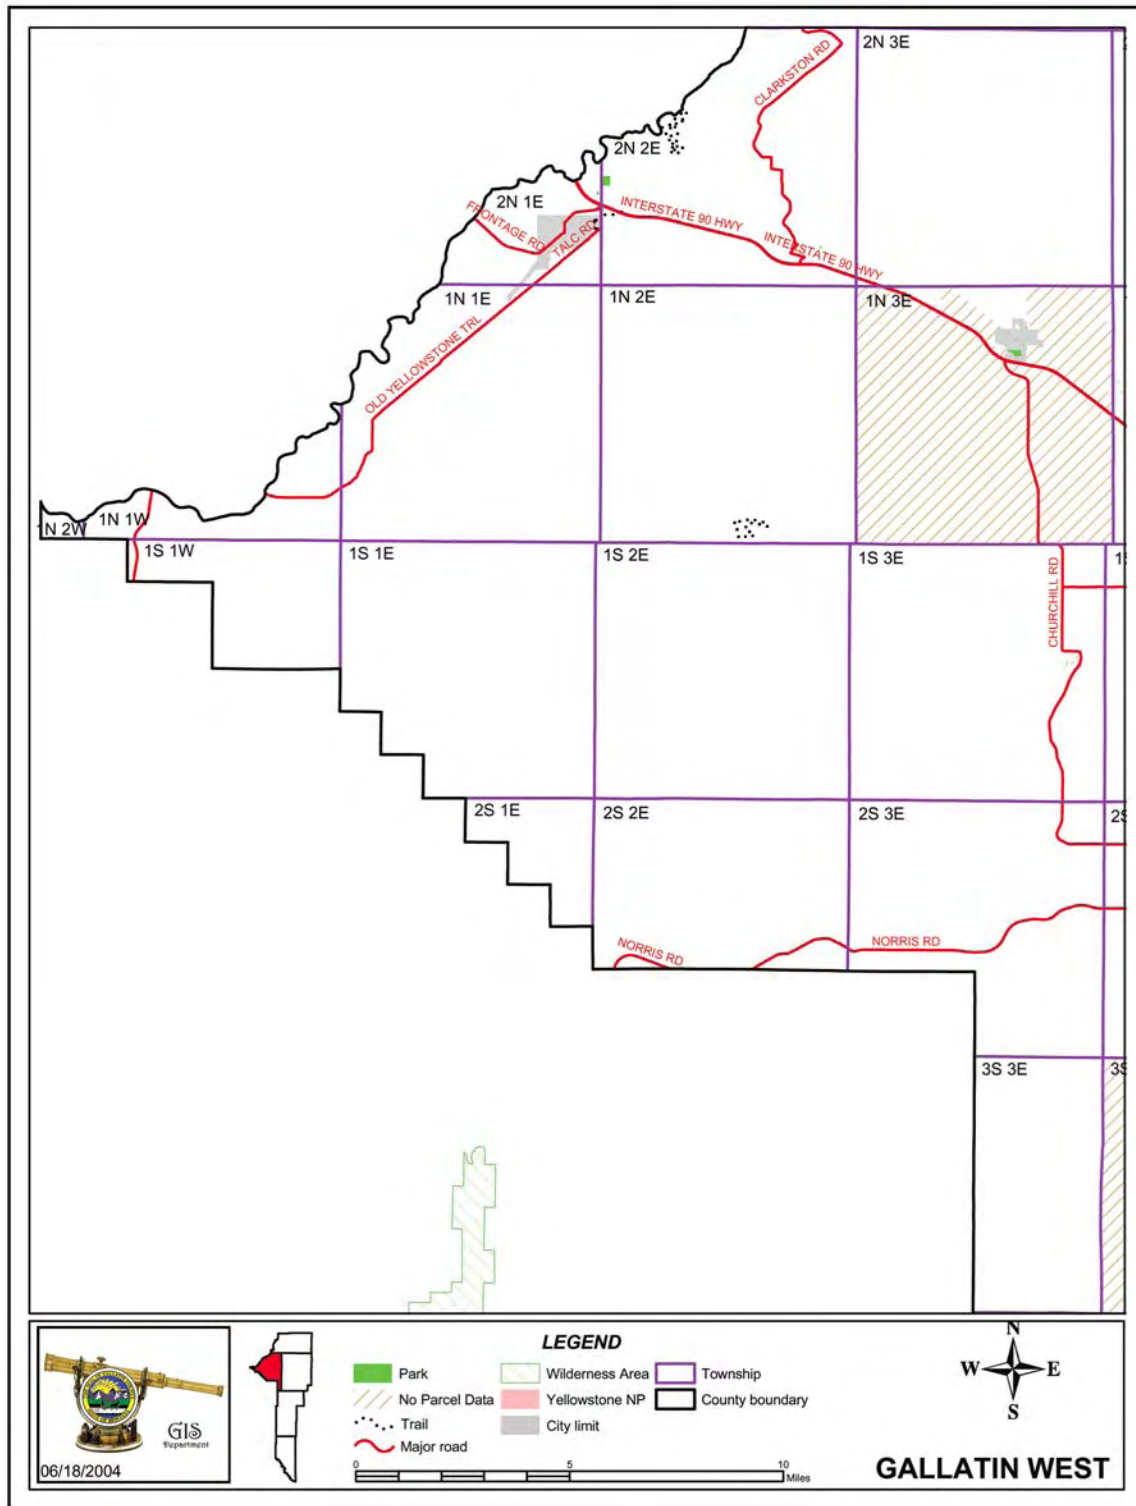 2N 3E
CLARKSTON RD
2N 2E
2N 1E
FRONTAGE RD
TALC RD
INTERSTATE 90 HWY
INTERSTATE 90 HWY
1N 1E
1N 2E
1N 3E
OLD YELLOWSTONE TRL
1N 2W
1N 1W
1S 1W
1S 1E
1S 2E
1S 3E
CHURCHILL RD
2S 1E
2S 2E
2S 3E
2S
NORRIS RD
NORRIS RD
3S 3E
3S
LEGEND
Park
No Parcel Data
Trail
Major road
Wilderness Area
Yellowstone NP
City limit
Township
County boundary
0 5 10
Miles
N
W E
S
GIS
Department
06/18/2004
GALLATIN WEST